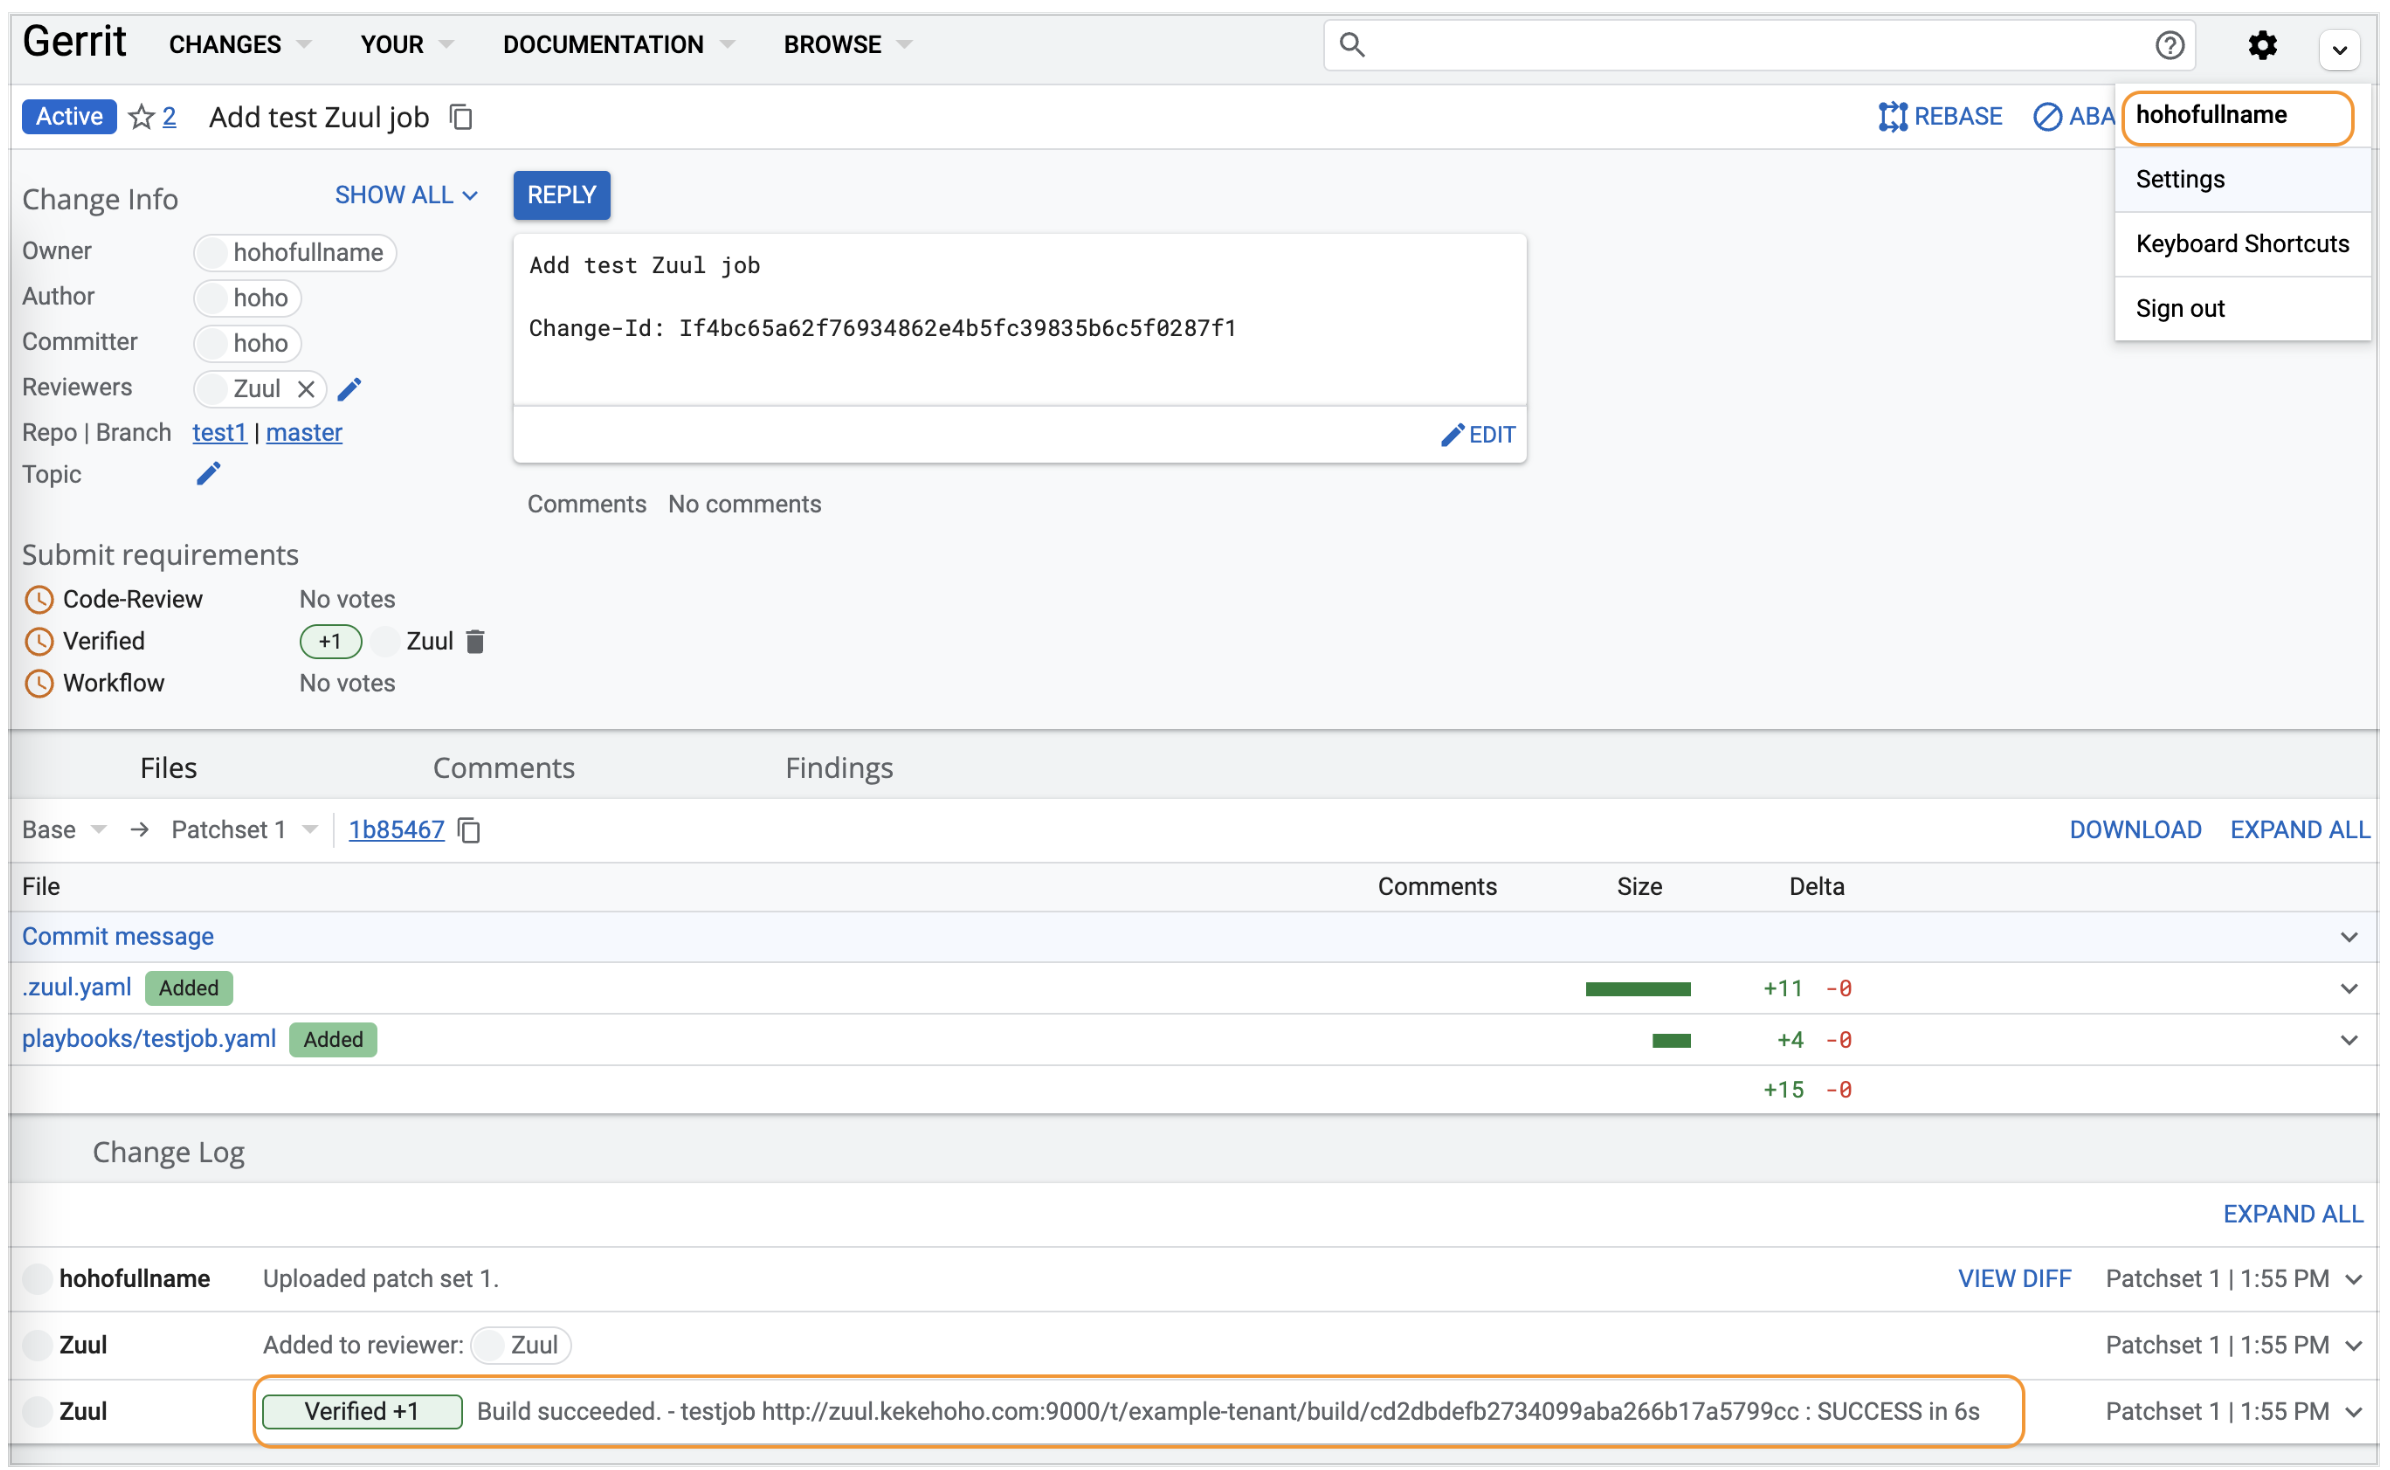 Gerrit CHANGES YOUR DOCUMENTATION BROWSE
Active 2 Add test Zuul job REBASE ABA
hohofullname
Settings
Keyboard Shortcuts
Sign out
Change Info SHOW ALL REPLY
Owner hohofullname
Author hoho
Committer hoho
Reviewers Zuul
Repo | Branch test1 | master
Topic
Add test Zuul job
Change-Id: If4bc65a62f76934862e4b5fc39835b6c5f0287f1
EDIT
Comments No comments
Submit requirements
Code-Review No votes
Verified +1 Zuul
Workflow No votes
Files Comments Findings
Base → Patchset 1 1b85467 DOWNLOAD EXPAND ALL
File Comments Size Delta
Commit message
.zuul.yaml Added +11 -0
playbooks/testjob.yaml Added +4 -0
+15 -0
Change Log
EXPAND ALL
hohofullname Uploaded patch set 1. VIEW DIFF Patchset 1 | 1:55 PM
Zuul Added to reviewer: Zuul Patchset 1 | 1:55 PM
Zuul Verified +1 Build succeeded. - testjob http://zuul.kekehoho.com:9000/t/example-tenant/build/cd2dbdefb2734099aba266b17a5799cc : SUCCESS in 6s Patchset 1 | 1:55 PM